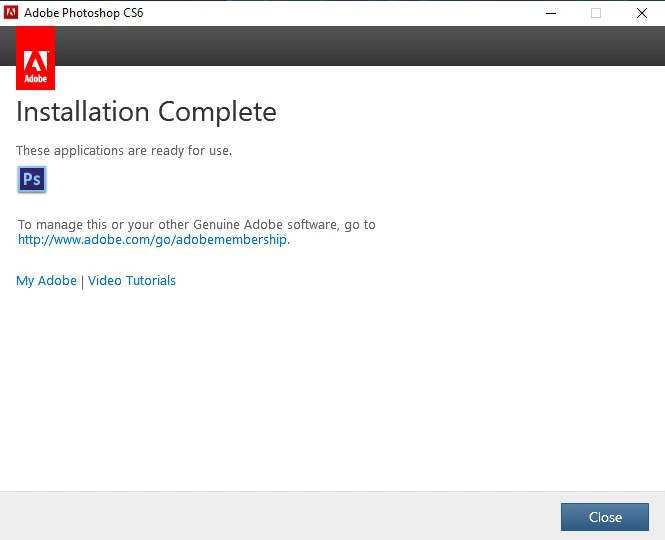 Adobe Photoshop CS6
Adobe
Installation Complete
These applications are ready for use.
Ps
To manage this or your other Genuine Adobe software, go to
http://www.adobe.com/go/adobemembership.
My Adobe | Video Tutorials
Close